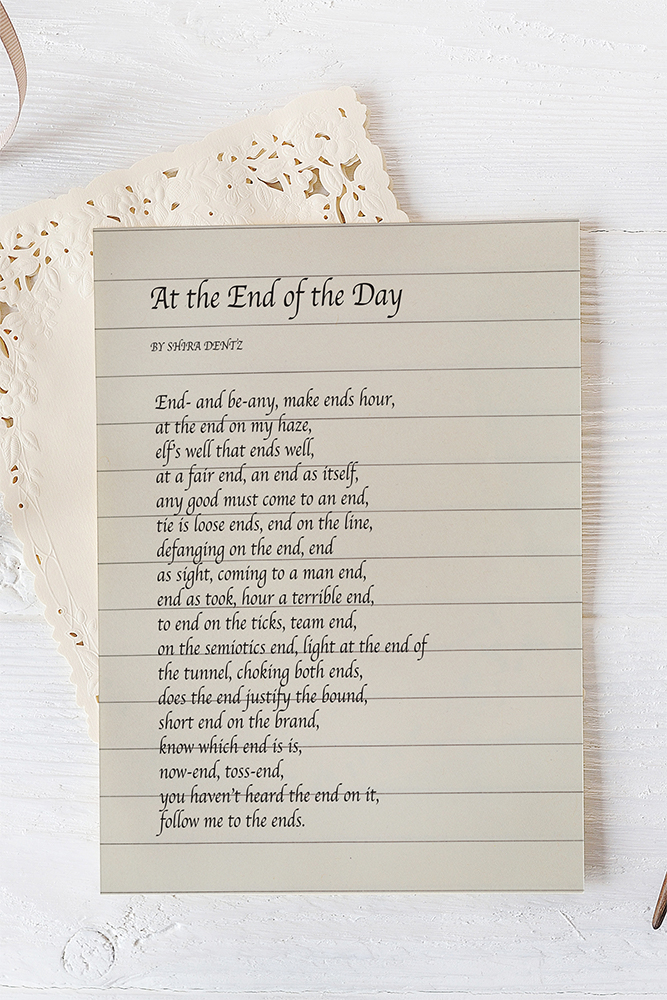 At the End of the Day
BY SHIRA DENTZ
End- and be-any, make ends hour,
at the end on my haze,
elf's well that ends well,
at a fair end, an end as itself,
any good must come to an end,
tie is loose ends, end on the line,
defanging on the end, end
as sight, coming to a man end,
end as took, hour a terrible end,
to end on the ticks, team end,
on the semiotics end, light at the end of
the tunnel, choking both ends,
does the end justify the bound,
short end on the brand,
know which end is is,
now-end, toss-end,
you haven't heard the end on it,
follow me to the ends.